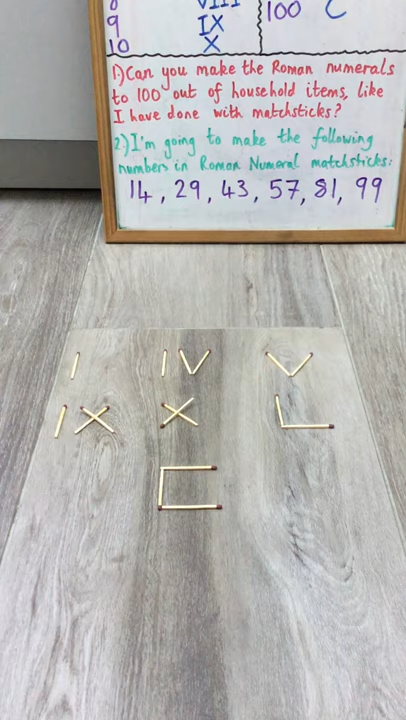 8 VIII
9 IX
10 X
100 C
1) Can you make the Roman numerals
to 100 out of household items, like
I have done with matchsticks?
2) I'm going to make the following
numbers in Roman Numeral matchsticks:
14, 29, 43, 57, 81, 99
I IV V
IX X L
C